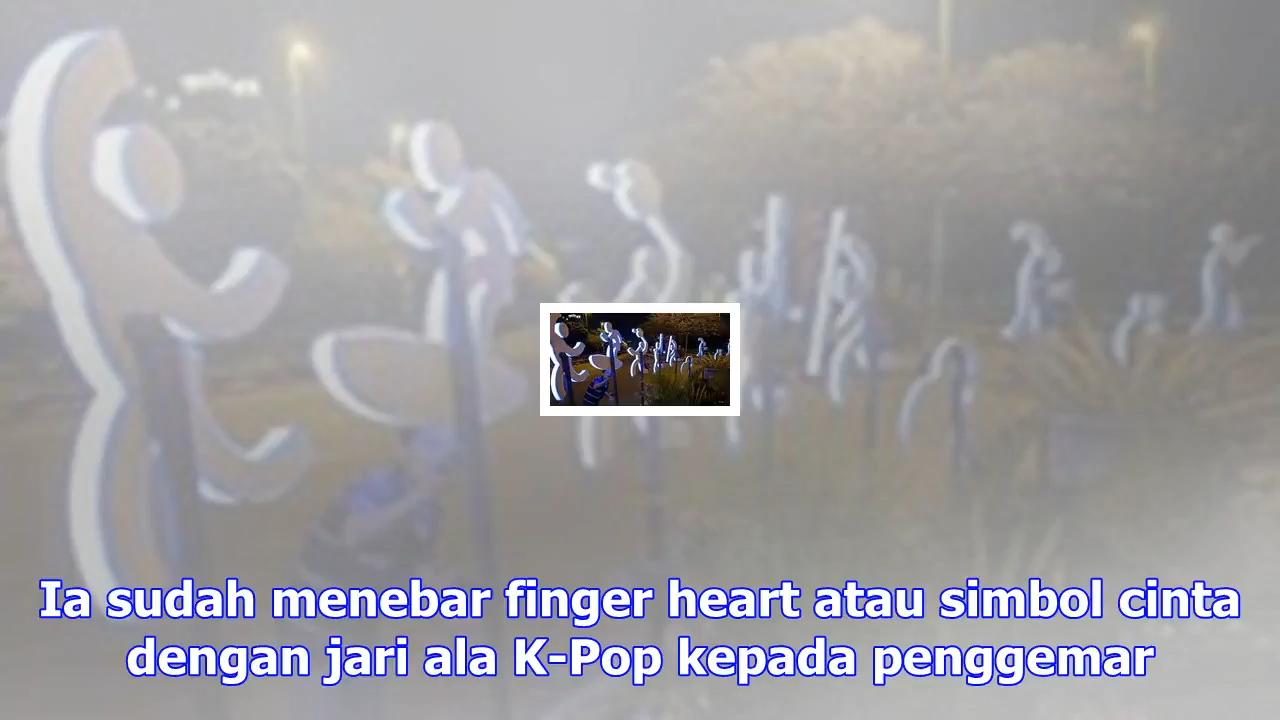 Ia sudah menebar finger heart atau simbol cinta
dengan jari ala K-Pop kepada penggemar